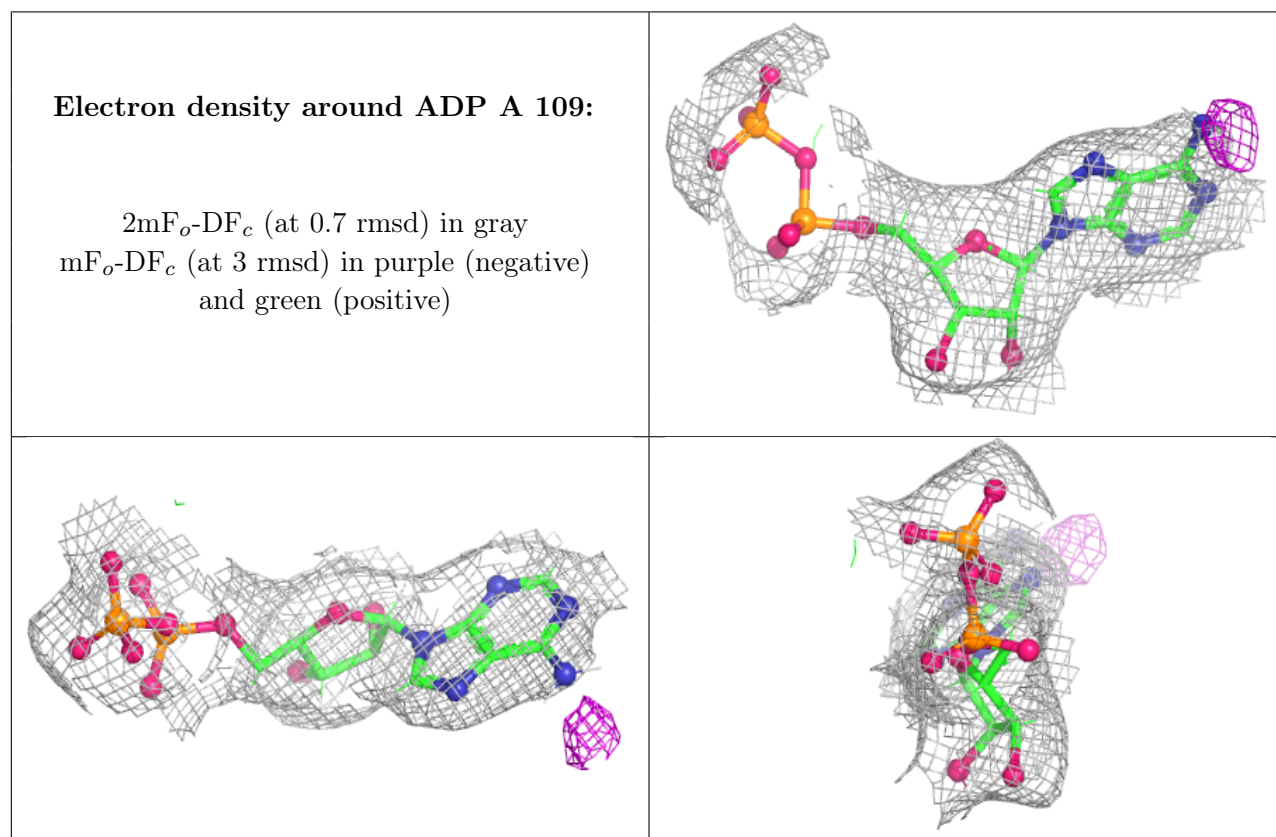 Electron density around ADP A 109:
2mFo-DFc (at 0.7 rmsd) in gray
mFo-DFc (at 3 rmsd) in purple (negative)
and green (positive)